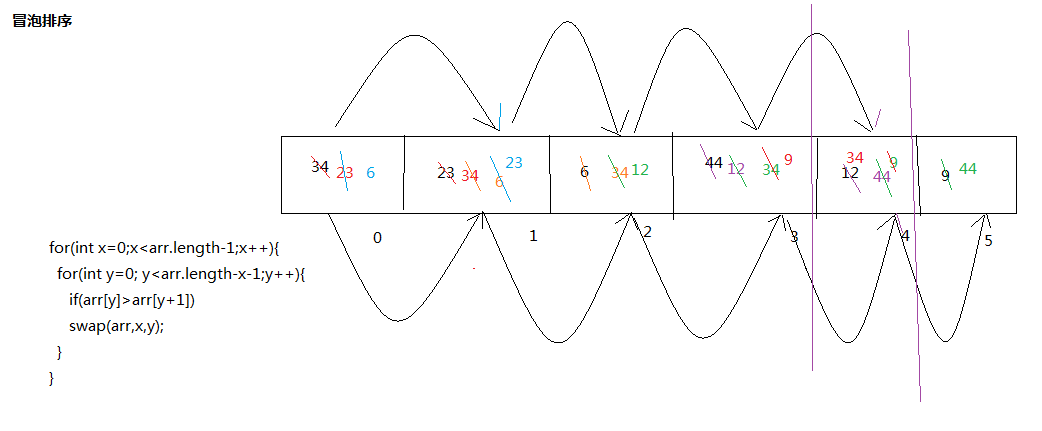 冒泡排序
34 23 6 23 34 6 23 6 34 12 44 12 34 9 12 34 44 9 9 44
0 1 2 3 4 5
for(int x=0;x<arr.length-1;x++){
for(int y=0; y<arr.length-x-1;y++){
if(arr[y]>arr[y+1])
swap(arr,x,y);
}
}